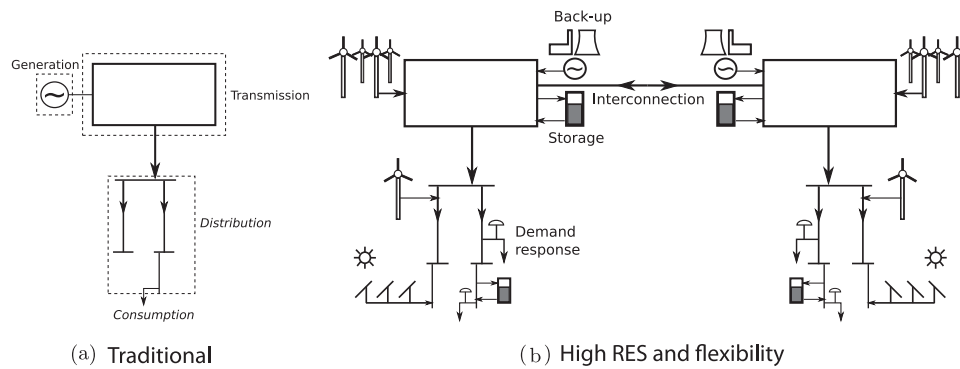 Generation
Transmission
Distribution
Consumption
(a) Traditional
Back-up
Interconnection
Storage
Demand
response
(b) High RES and flexibility